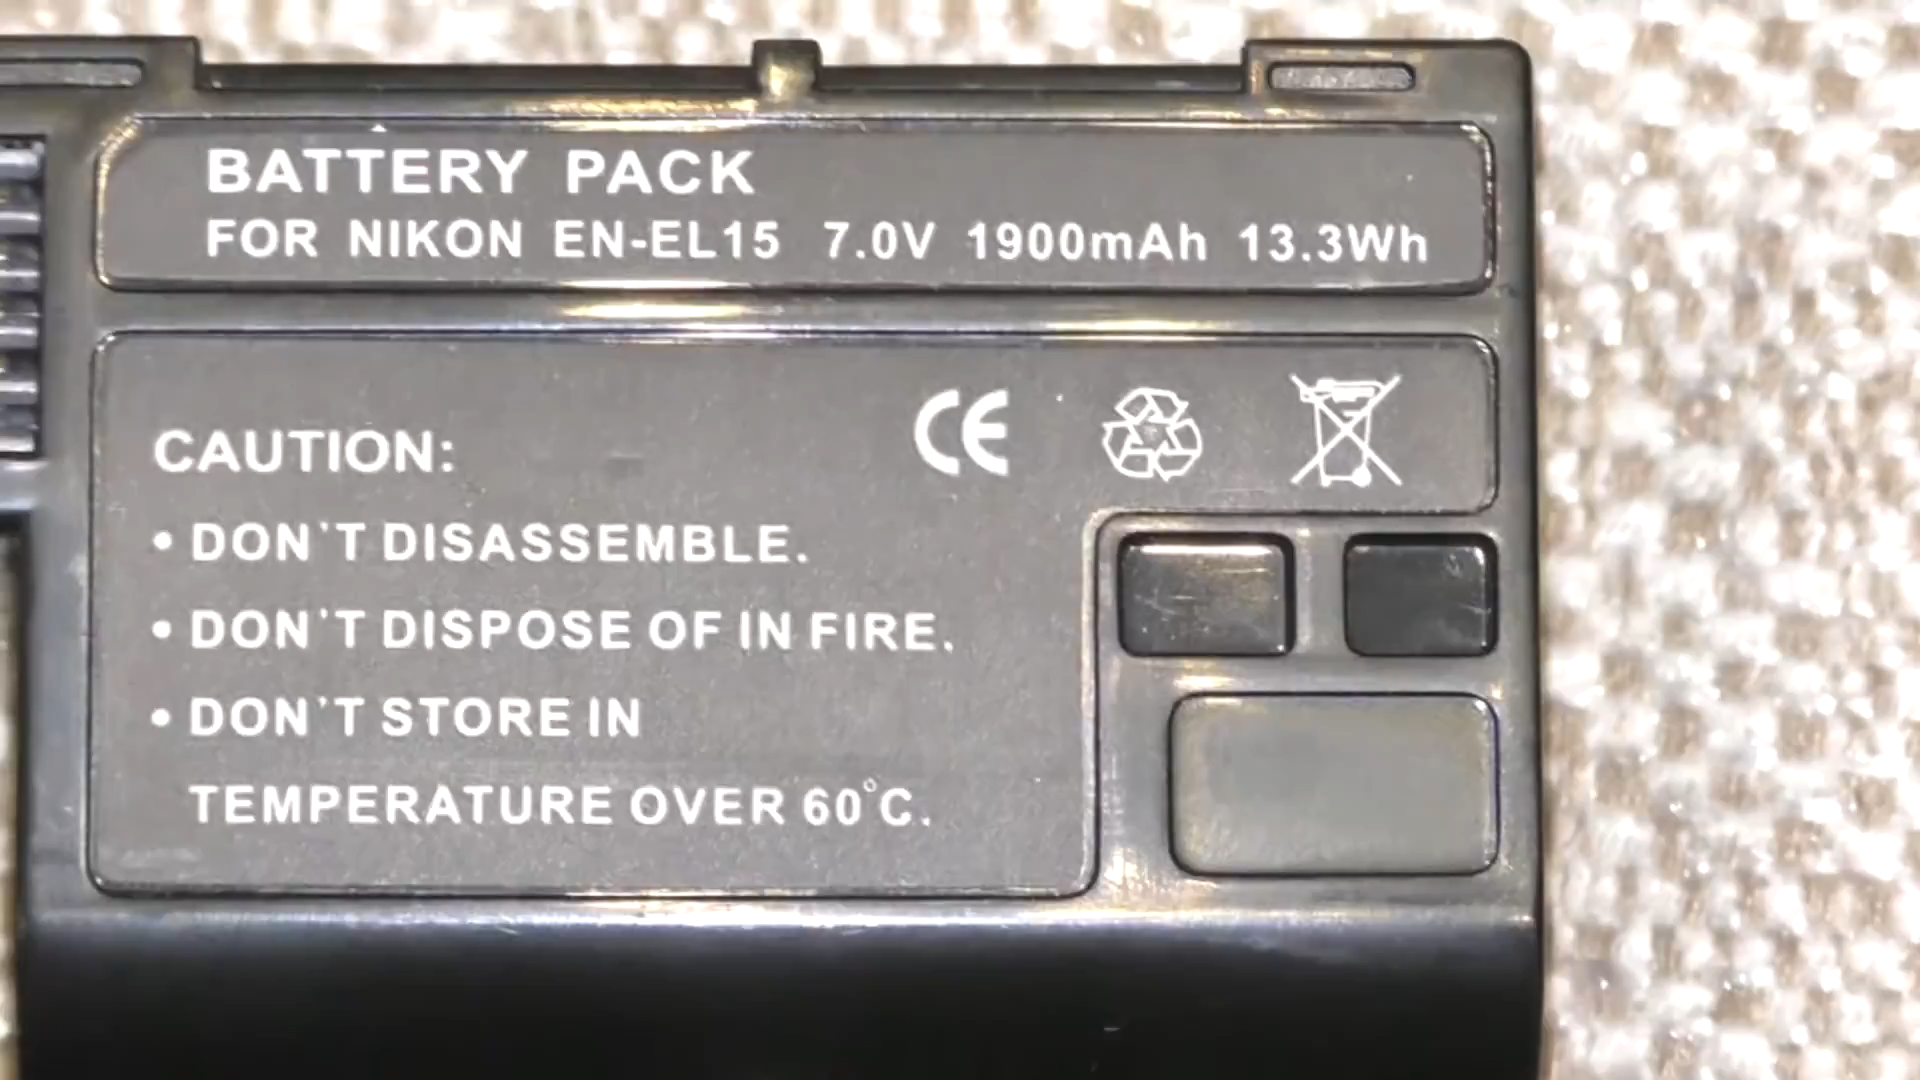 BATTERY PACK
FOR NIKON EN-EL15 7.0V 1900mAh 13.3Wh
CE
CAUTION:
• DON'T DISASSEMBLE.
• DON'T DISPOSE OF IN FIRE.
• DON'T STORE IN
TEMPERATURE OVER 60°C.